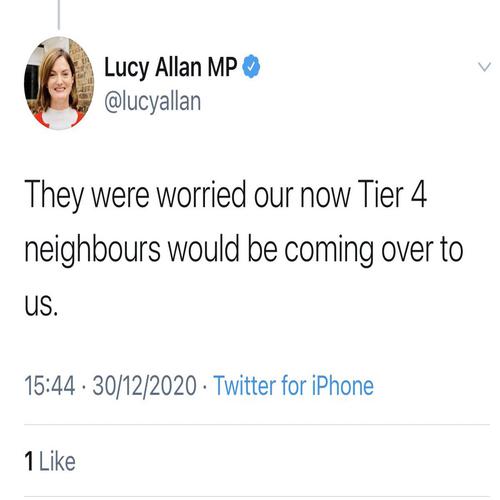 Lucy Allan MP
@lucyallan
They were worried our now Tier 4
neighbours would be coming over to
us.
15:44 · 30/12/2020 · Twitter for iPhone
1 Like